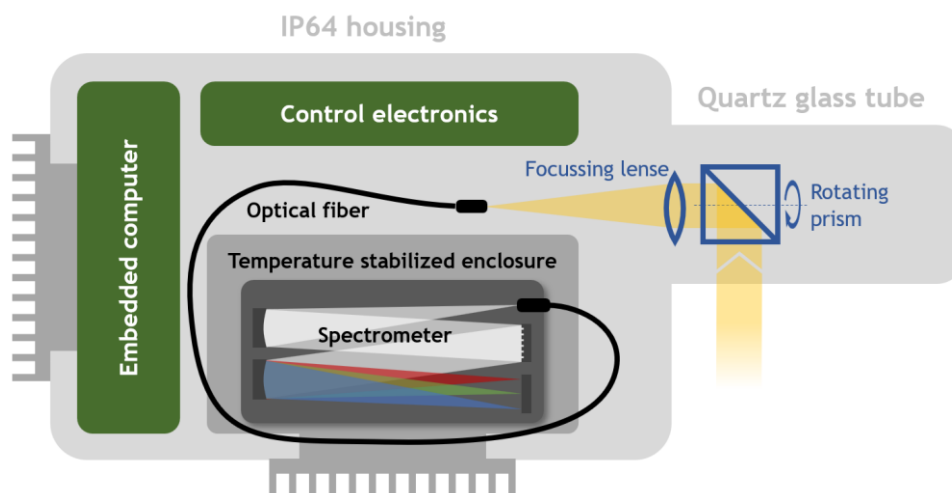 IP64 housing
Quartz glass tube
Control electronics
Embedded computer
Focussing lense
Rotating
prism
Optical fiber
Temperature stabilized enclosure
Spectrometer